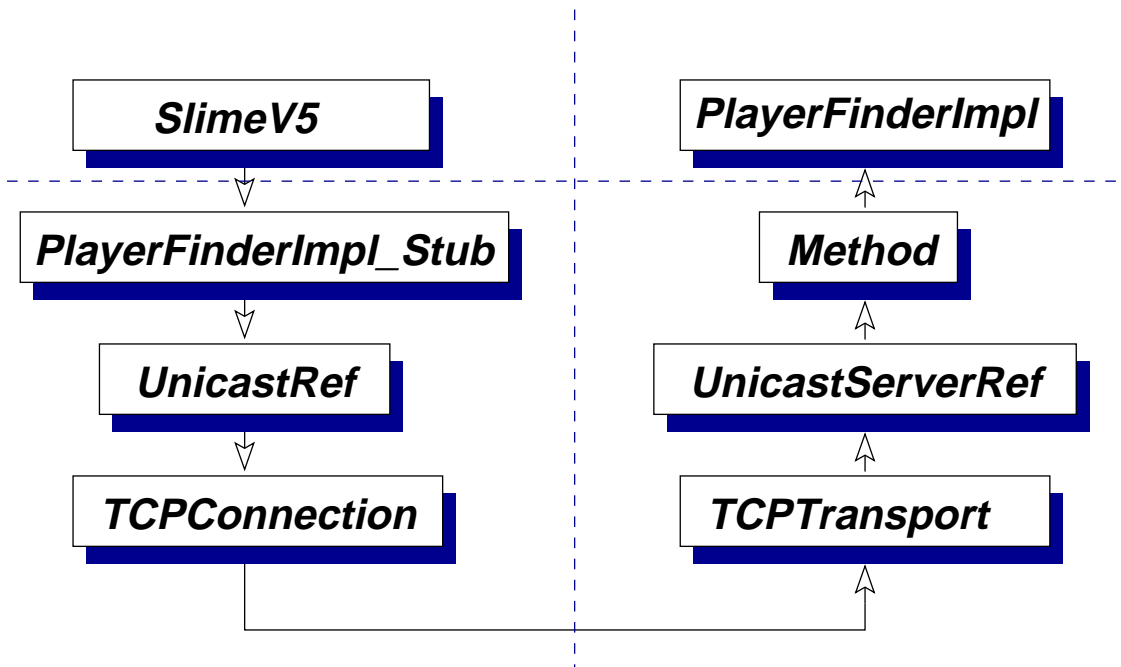 SlimeV5
PlayerFinderImpl
PlayerFinderImpl_Stub
Method
UnicastRef
UnicastServerRef
TCPConnection
TCPTransport